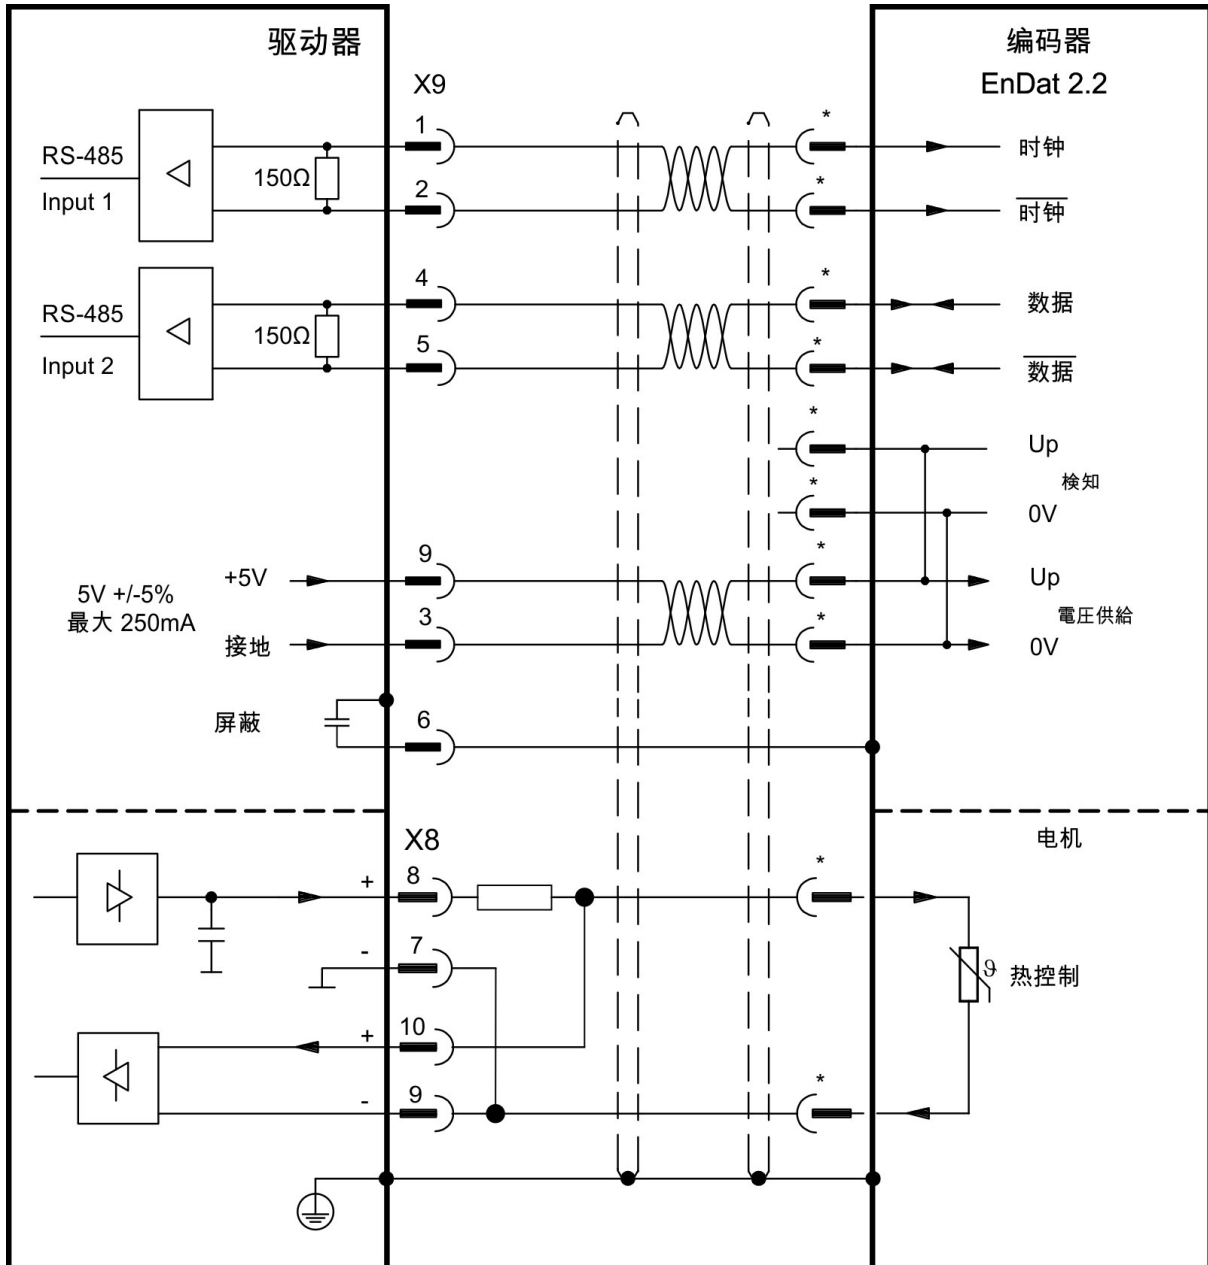 驱动器
编码器
EnDat 2.2
X9
1
*
RS-485
Input 1
150Ω
时钟
2
*
时钟
4
*
RS-485
Input 2
150Ω
数据
5
*
数据
*
Up
検知
*
0V
9
*
+5V
Up
5V +/-5%
最大 250mA
電圧供給
3
*
接地
0V
屏蔽
6
X8
电机
8
*
+
7
-
ϑ
热控制
10
+
9
*
-